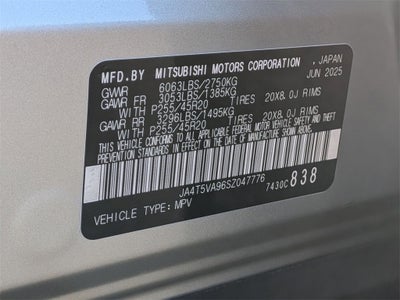 MFD.BY MITSUBISHI MOTORS CORPORATION , JAPAN
GVWR 6063LBS/2750KG JUN 2025
GAWR FR 3053LBS/1385KG
WITH P255/45R20 TIRES 20X8.0J RIMS
GAWR RR 3296LBS/1495KG
WITH P255/45R20 TIRES 20X8.0J RIMS
THIS VEHICLE CONFORMS TO ALL APPLICABLE FEDERAL MOTOR VEHICLE SAFETY AND THEFT
PREVENTION STANDARDS IN EFFECT ON THE DATE OF MANUFACTURE SHOWN ABOVE.
JA4T5VA96SZ047776
VEHICLE TYPE: MPV 7430C 838